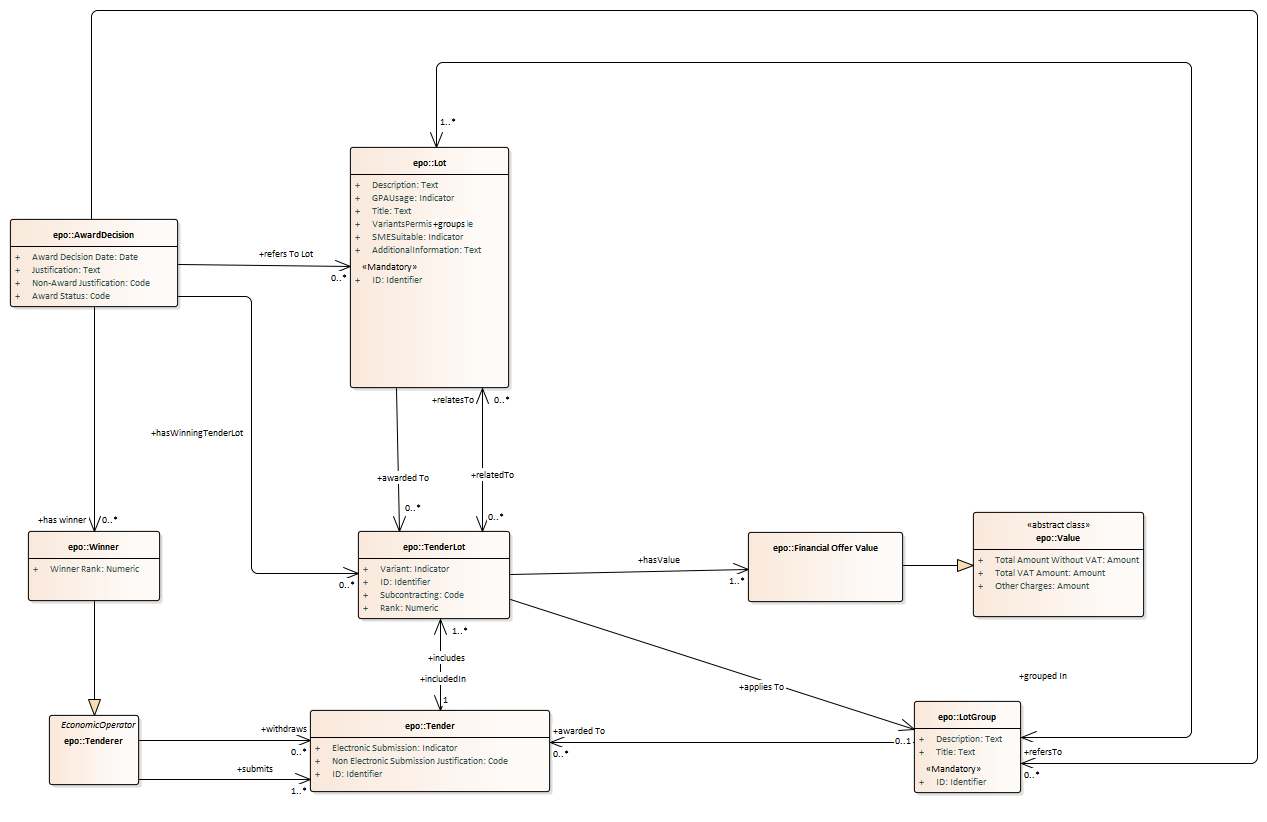 1..*
epo::Lot
+ Description: Text
+ GPAUsage: Indicator
+ Title: Text
+ VariantsPermis +groups le
+ SMESuitable: Indicator
+ AdditionalInformation: Text
«Mandatory»
+ ID: Identifier
epo::AwardDecision
+ Award Decision Date: Date
+ Justification: Text
+ Non-Award Justification: Code
+ Award Status: Code
+refers To Lot
0..*
+relatesTo 0..*
+hasWinningTenderLot
+awarded To
+relatedTo
0..*
0..*
+has winner 0..*
epo::Winner
+ Winner Rank: Numeric
epo::TenderLot
+ Variant: Indicator
+ ID: Identifier
+ Subcontracting: Code
+ Rank: Numeric
0..*
+hasValue
1..*
epo::Financial Offer Value
«abstract class»
epo::Value
+ Total Amount Without VAT: Amount
+ Total VAT Amount: Amount
+ Other Charges: Amount
1..*
+includes
+includedIn
1
+applies To
+grouped In
EconomicOperator
epo::Tenderer
+withdraws
0..*
+submits
1..*
epo::Tender
+ Electronic Submission: Indicator
+ Non Electronic Submission Justification: Code
+ ID: Identifier
+awarded To
0..*
0..1
epo::LotGroup
+ Description: Text
+ Title: Text
«Mandatory»
+ ID: Identifier
+refersTo
0..*